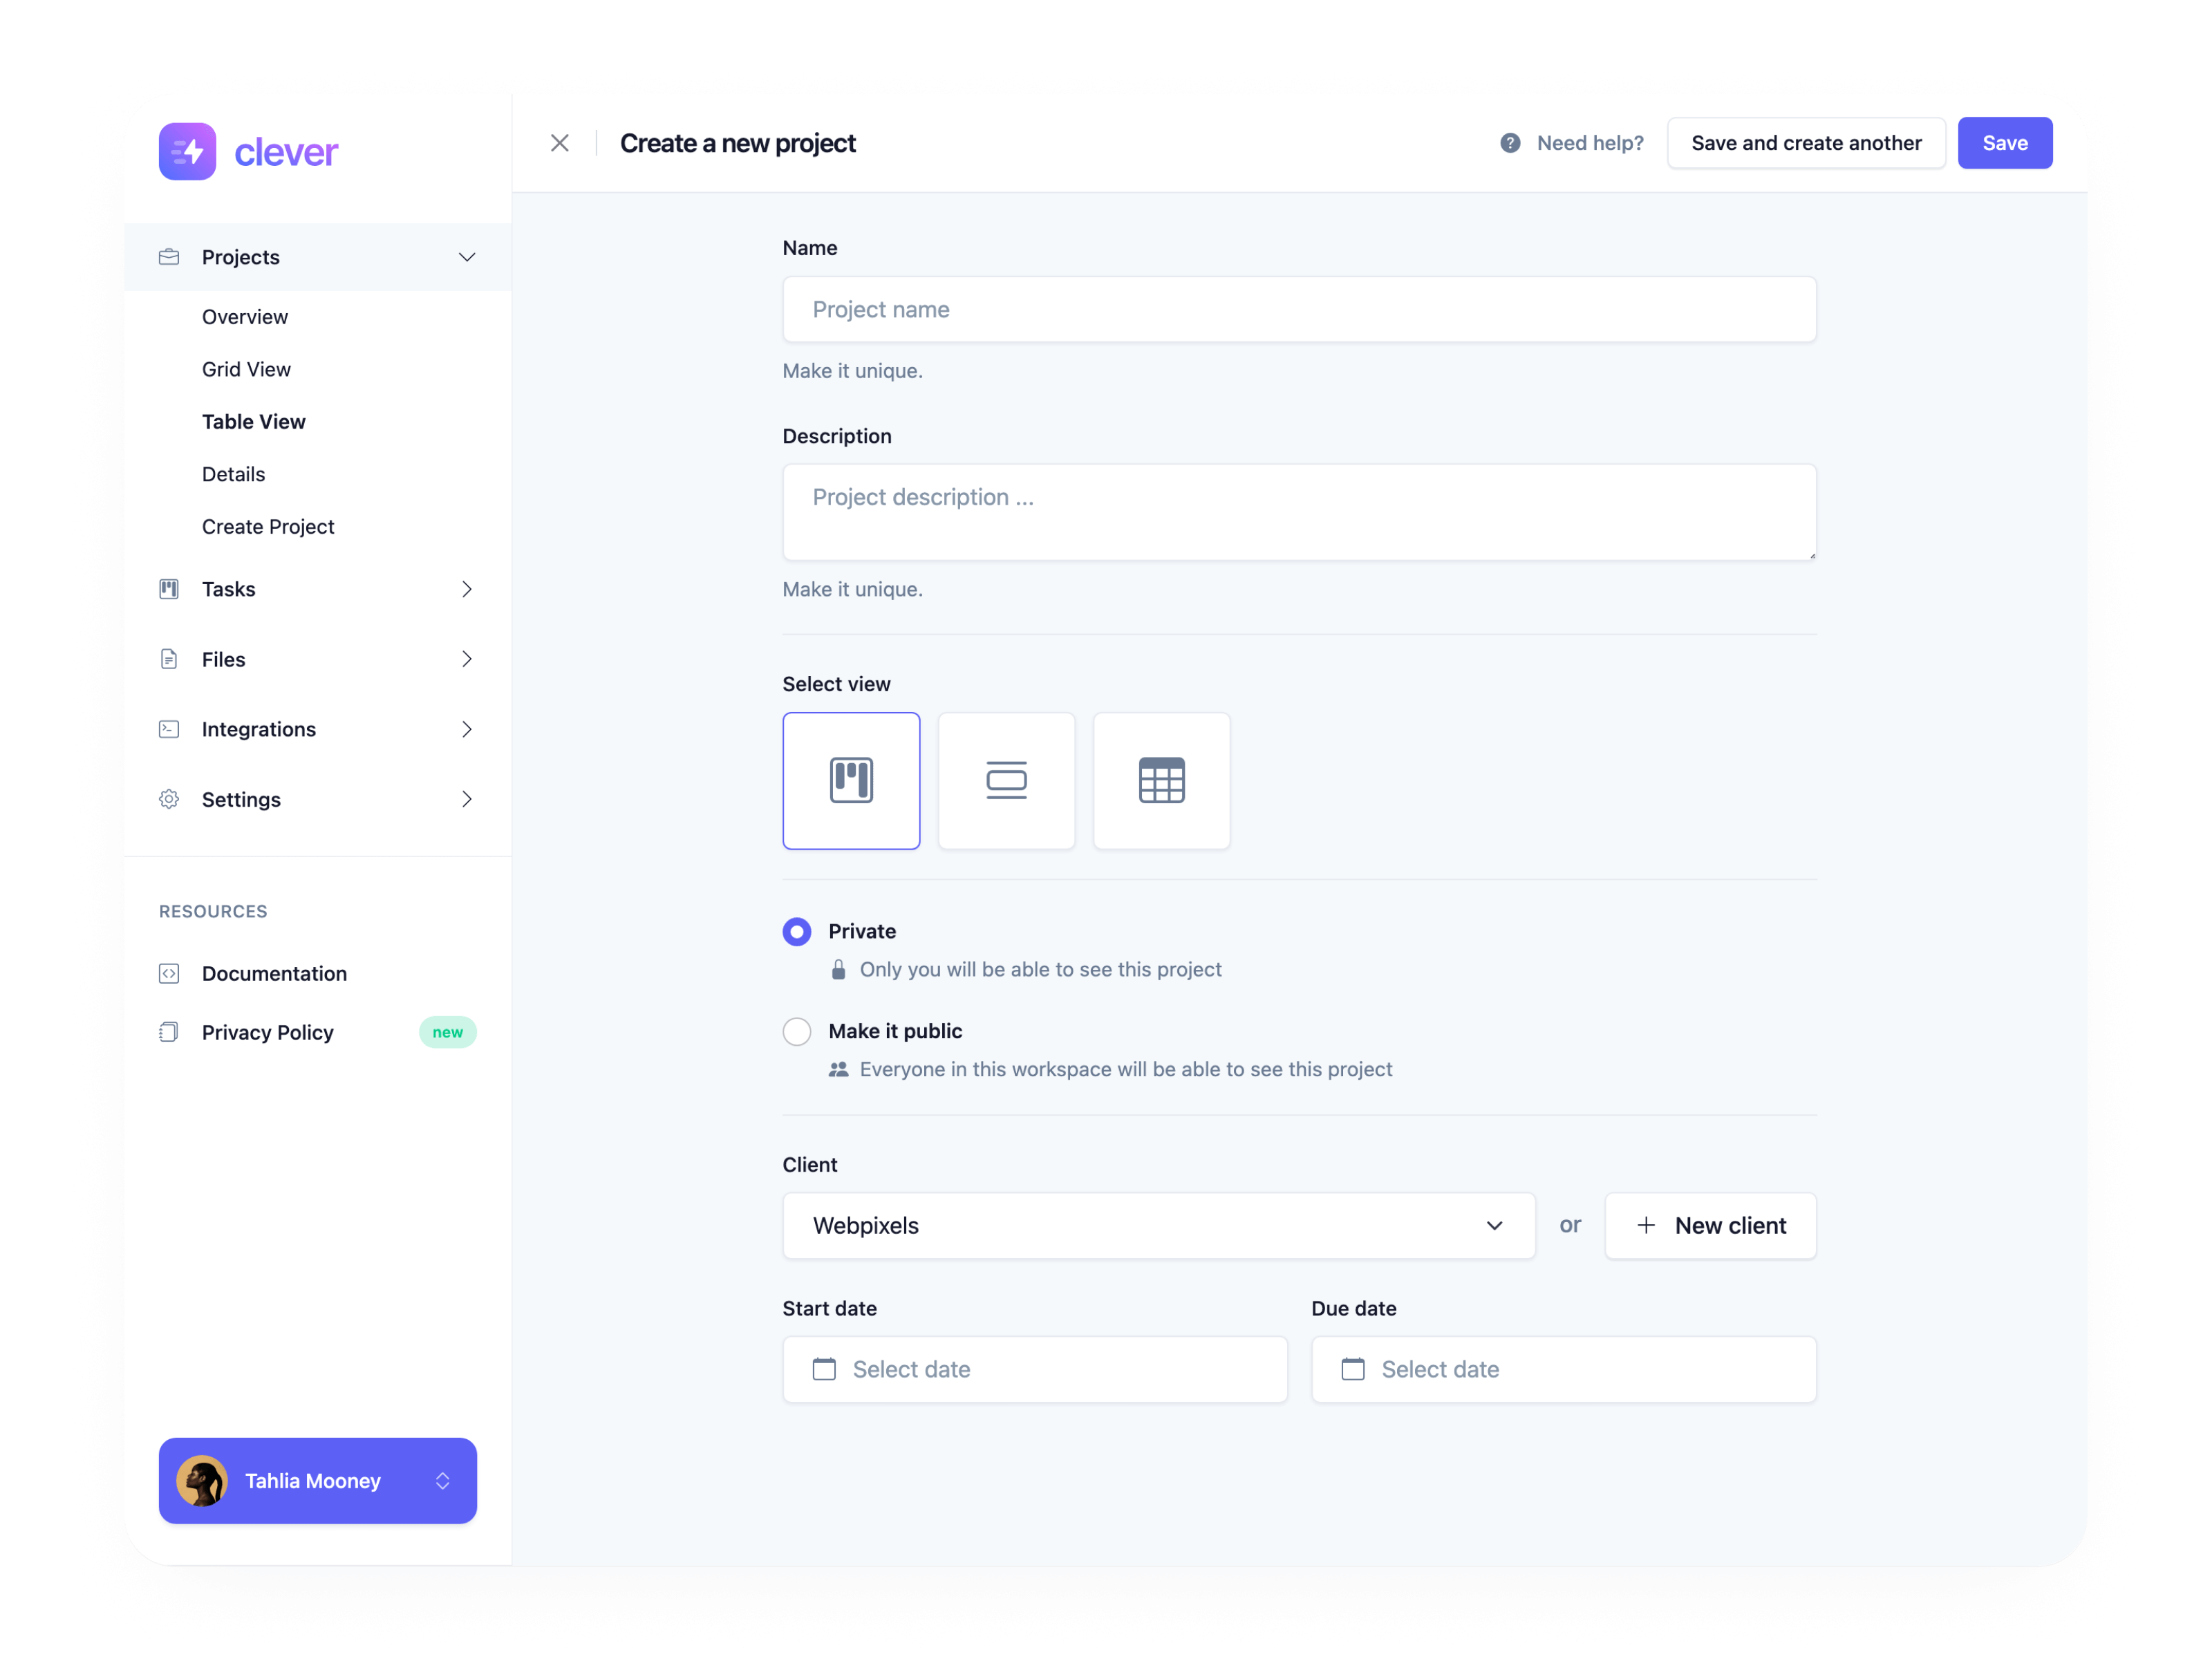 clever
Projects
Overview
Grid View
Table View
Details
Create Project
Tasks
Files
Integrations
Settings
RESOURCES
Documentation
Privacy Policy new
Tahlia Mooney
Create a new project
? Need help?
Save and create another
Save
Name
Project name
Make it unique.
Description
Project description ...
Make it unique.
Select view
Private
Only you will be able to see this project
Make it public
Everyone in this workspace will be able to see this project
Client
Webpixels
or
New client
Start date
Select date
Due date
Select date